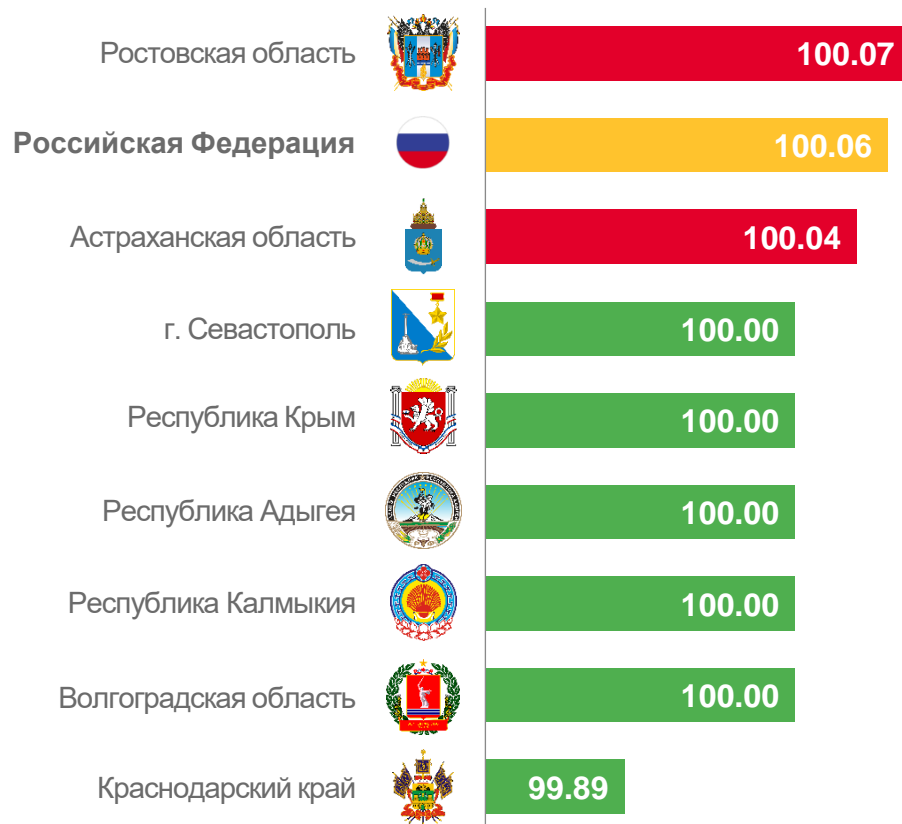 Ростовская область 100.07
Российская Федерация 100.06
Астраханская область 100.04
г. Севастополь 100.00
Республика Крым 100.00
Республика Адыгея 100.00
Республика Калмыкия 100.00
Волгоградская область 100.00
Краснодарский край 99.89